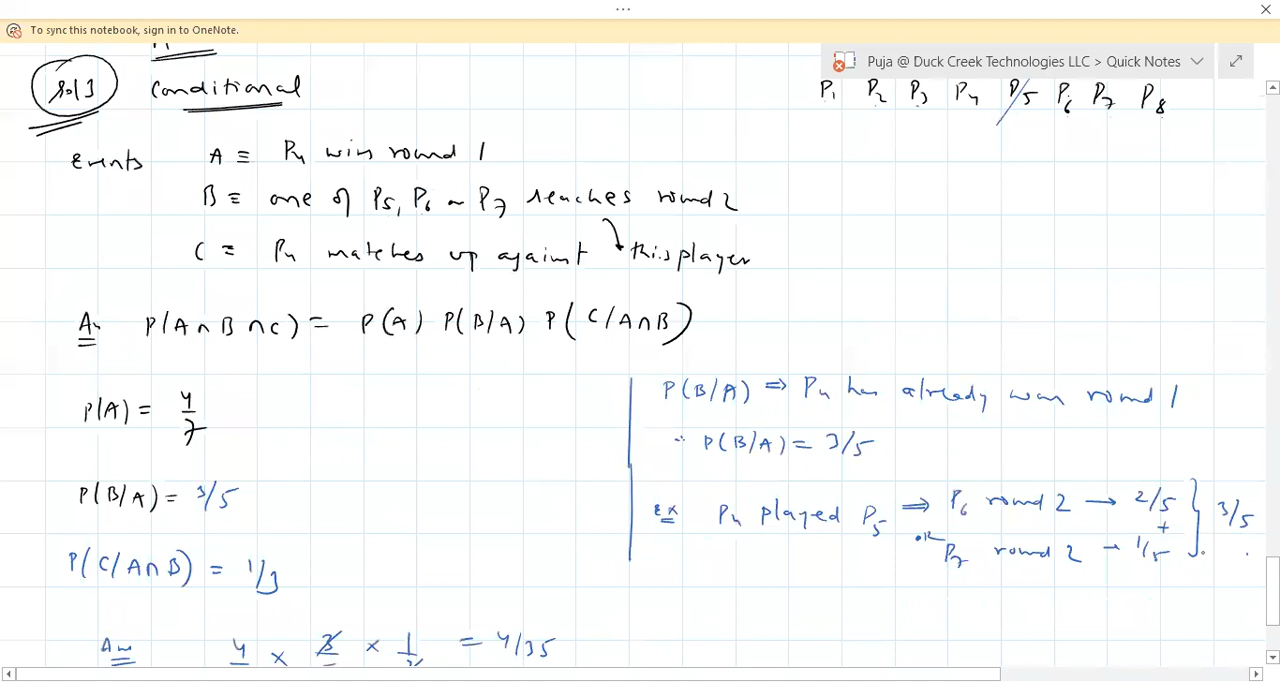 To sync this notebook, sign in to OneNote.
Puja @ Duck Creek Technologies LLC > Quick Notes
Sol 3 Conditional
P1 P2 P3 P4 P5 P6 P7 P8
Events A ≡ P4 wins round 1
B ≡ one of P5, P6 or P7 reaches round 2
C ≡ P4 matches up against this player
An P(A ∩ B ∩ C) = P(A) P(B/A) P(C/A∩B)
P(A) = 4/7
P(B/A) = 3/5
P(C/A∩B) = 1/3
P(B/A) ⇒ P4 has already won round 1
∴ P(B/A) = 3/5
Ex P4 played P5 ⇒ P6 round 2 → 2/5
or P7 round 2 → + 1/5 } 3/5
Ans 4 × 3 × 1 = 4/35